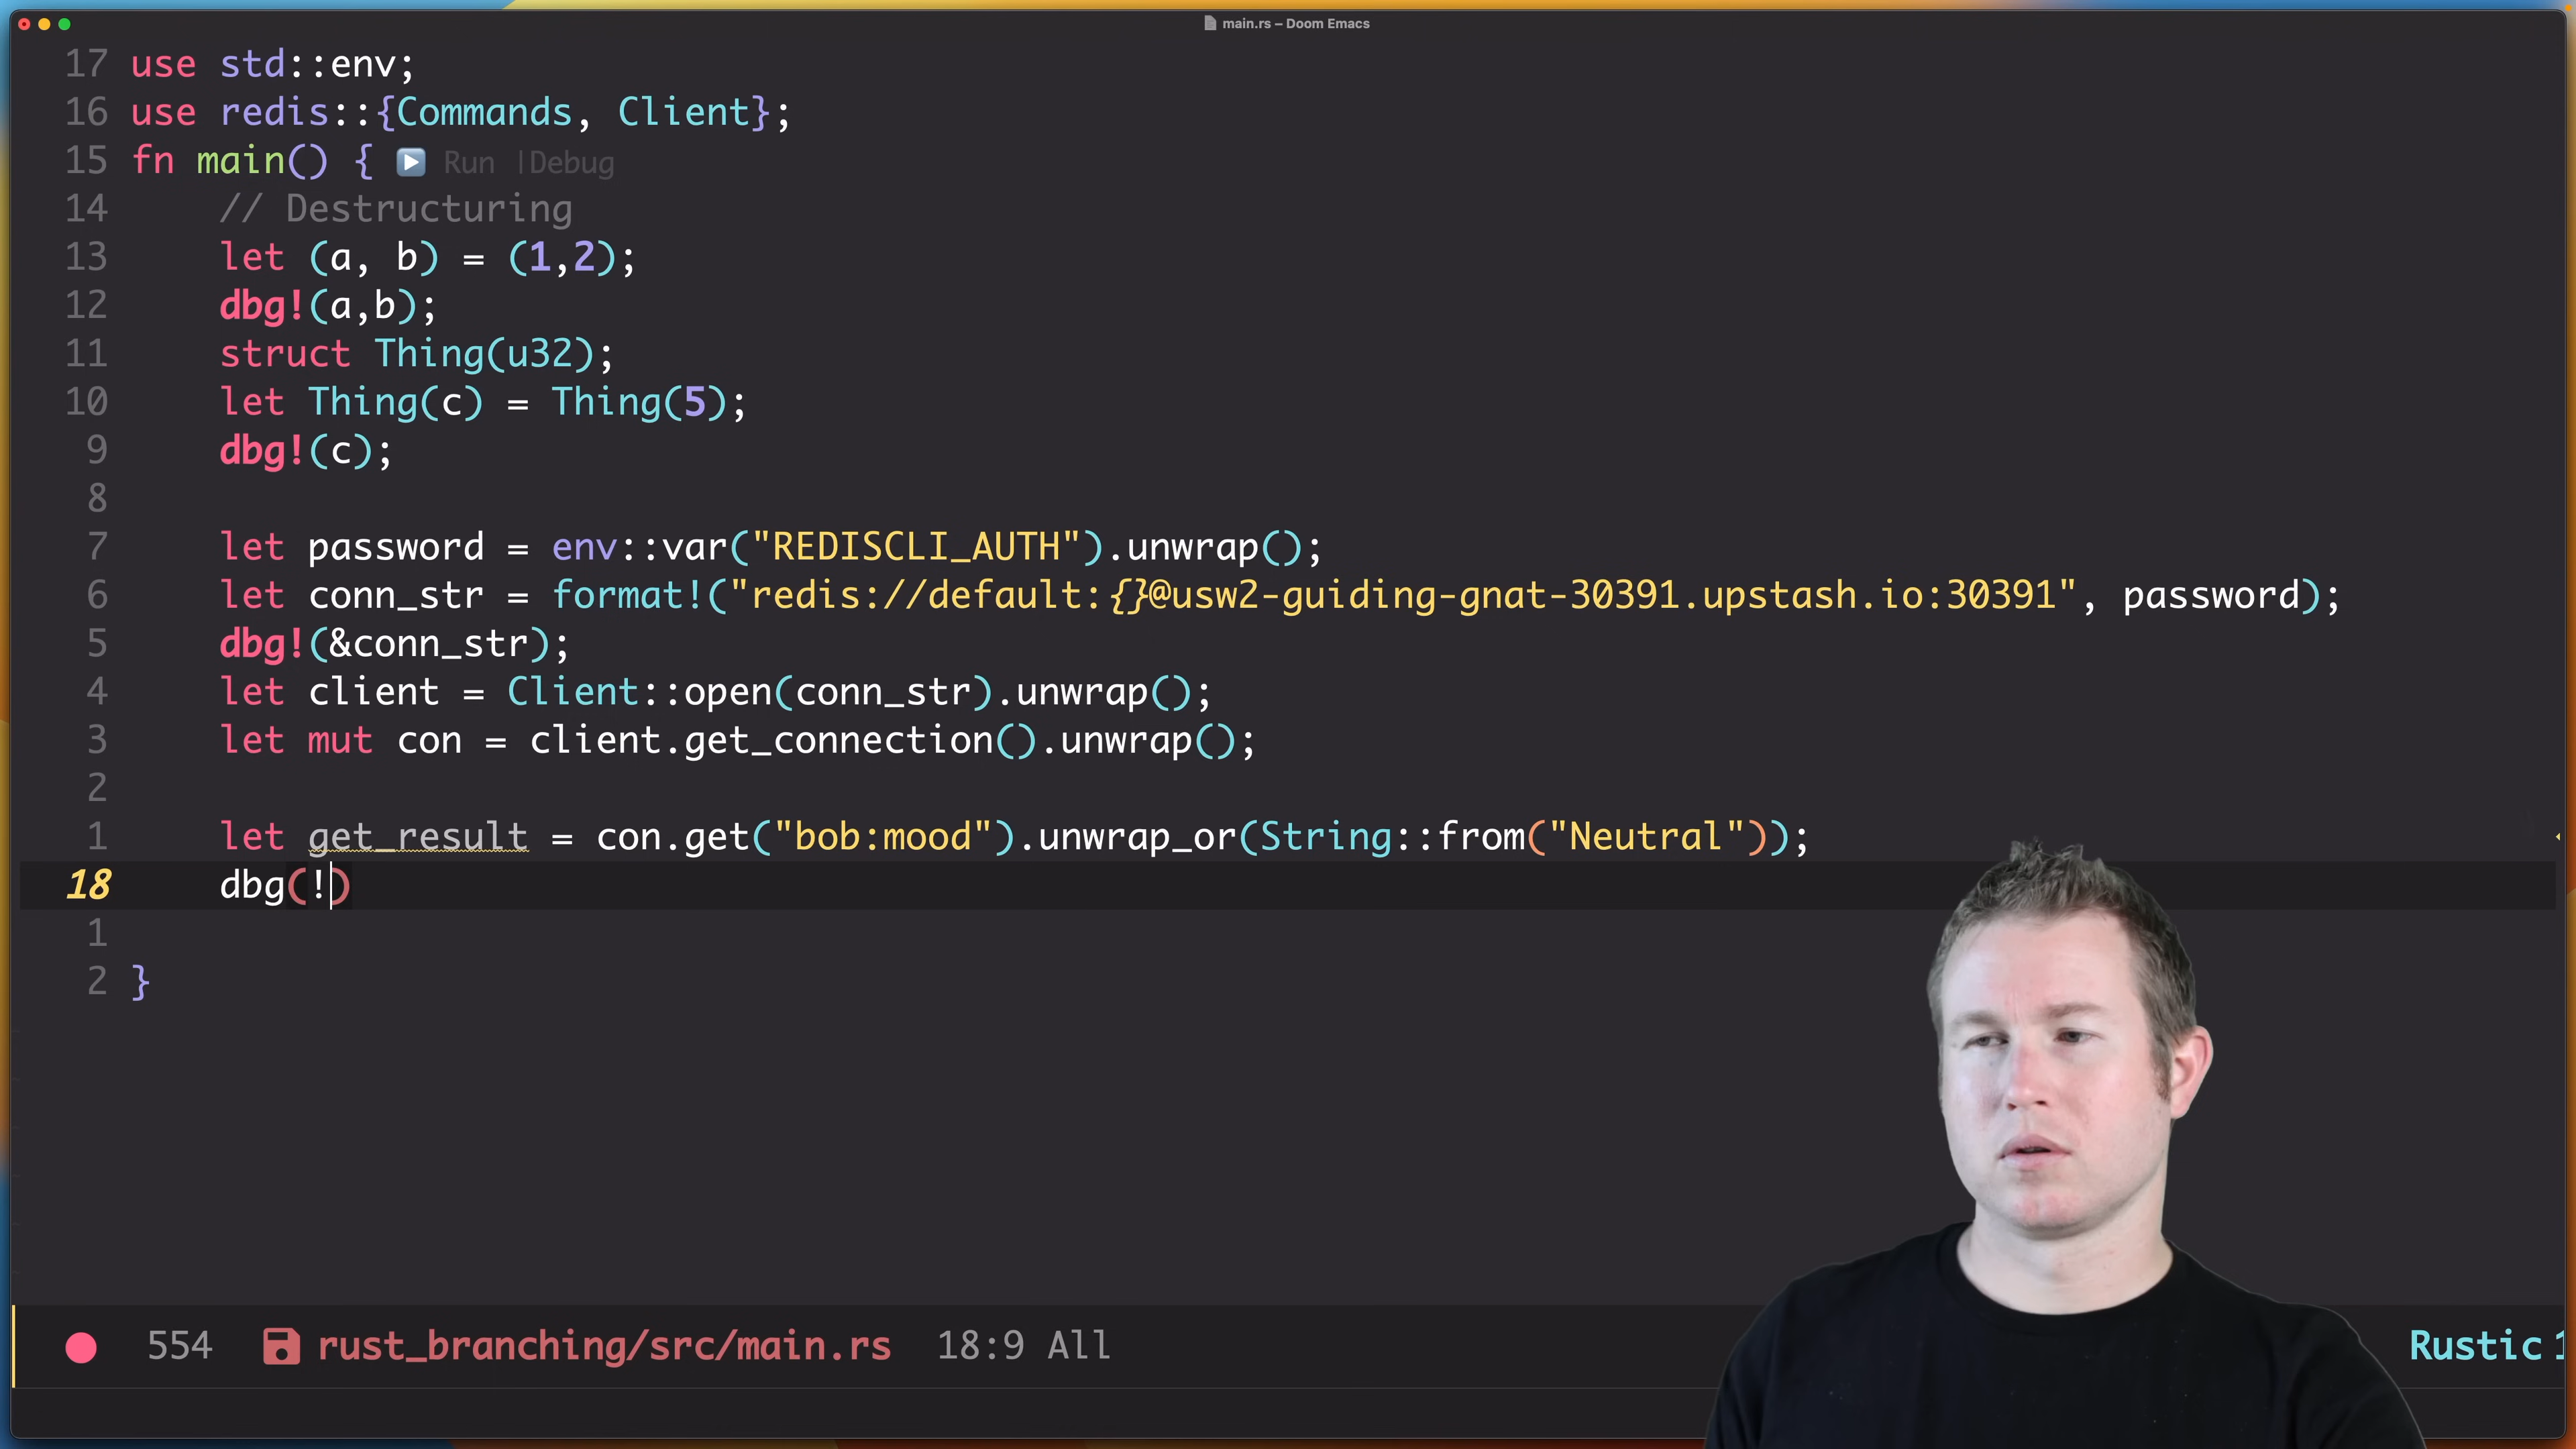 main.rs – Doom Emacs
17 use std::env;
16 use redis::{Commands, Client};
15 fn main() { Run |Debug
14 // Destructuring
13 let (a, b) = (1,2);
12 dbg!(a,b);
11 struct Thing(u32);
10 let Thing(c) = Thing(5);
9 dbg!(c);
8
7 let password = env::var("REDISCLI_AUTH").unwrap();
6 let conn_str = format!("redis://default:{}@usw2-guiding-gnat-30391.upstash.io:30391", password);
5 dbg!(&conn_str);
4 let client = Client::open(conn_str).unwrap();
3 let mut con = client.get_connection().unwrap();
2
1 let get_result = con.get("bob:mood").unwrap_or(String::from("Neutral"));
18 dbg(!)
1
2 }
554 rust_branching/src/main.rs 18:9 All Rustic